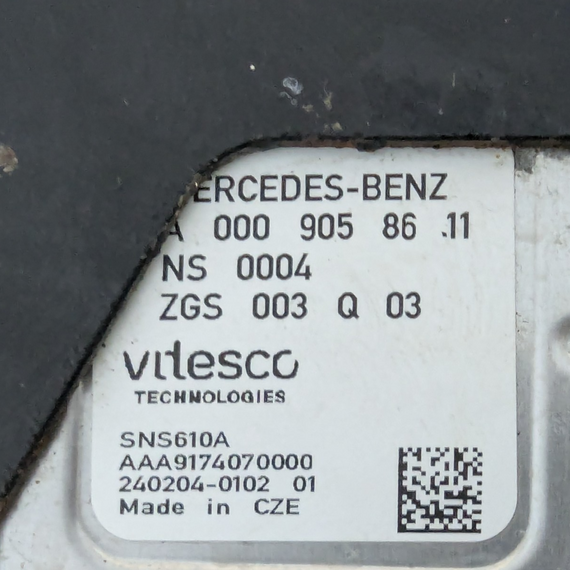 MERCEDES-BENZ
A 000 905 86 11
NS 0004
ZGS 003 Q 03
vitesco
TECHNOLOGIES
SNS610A
AAA9174070000
240204-0102 01
Made in CZE